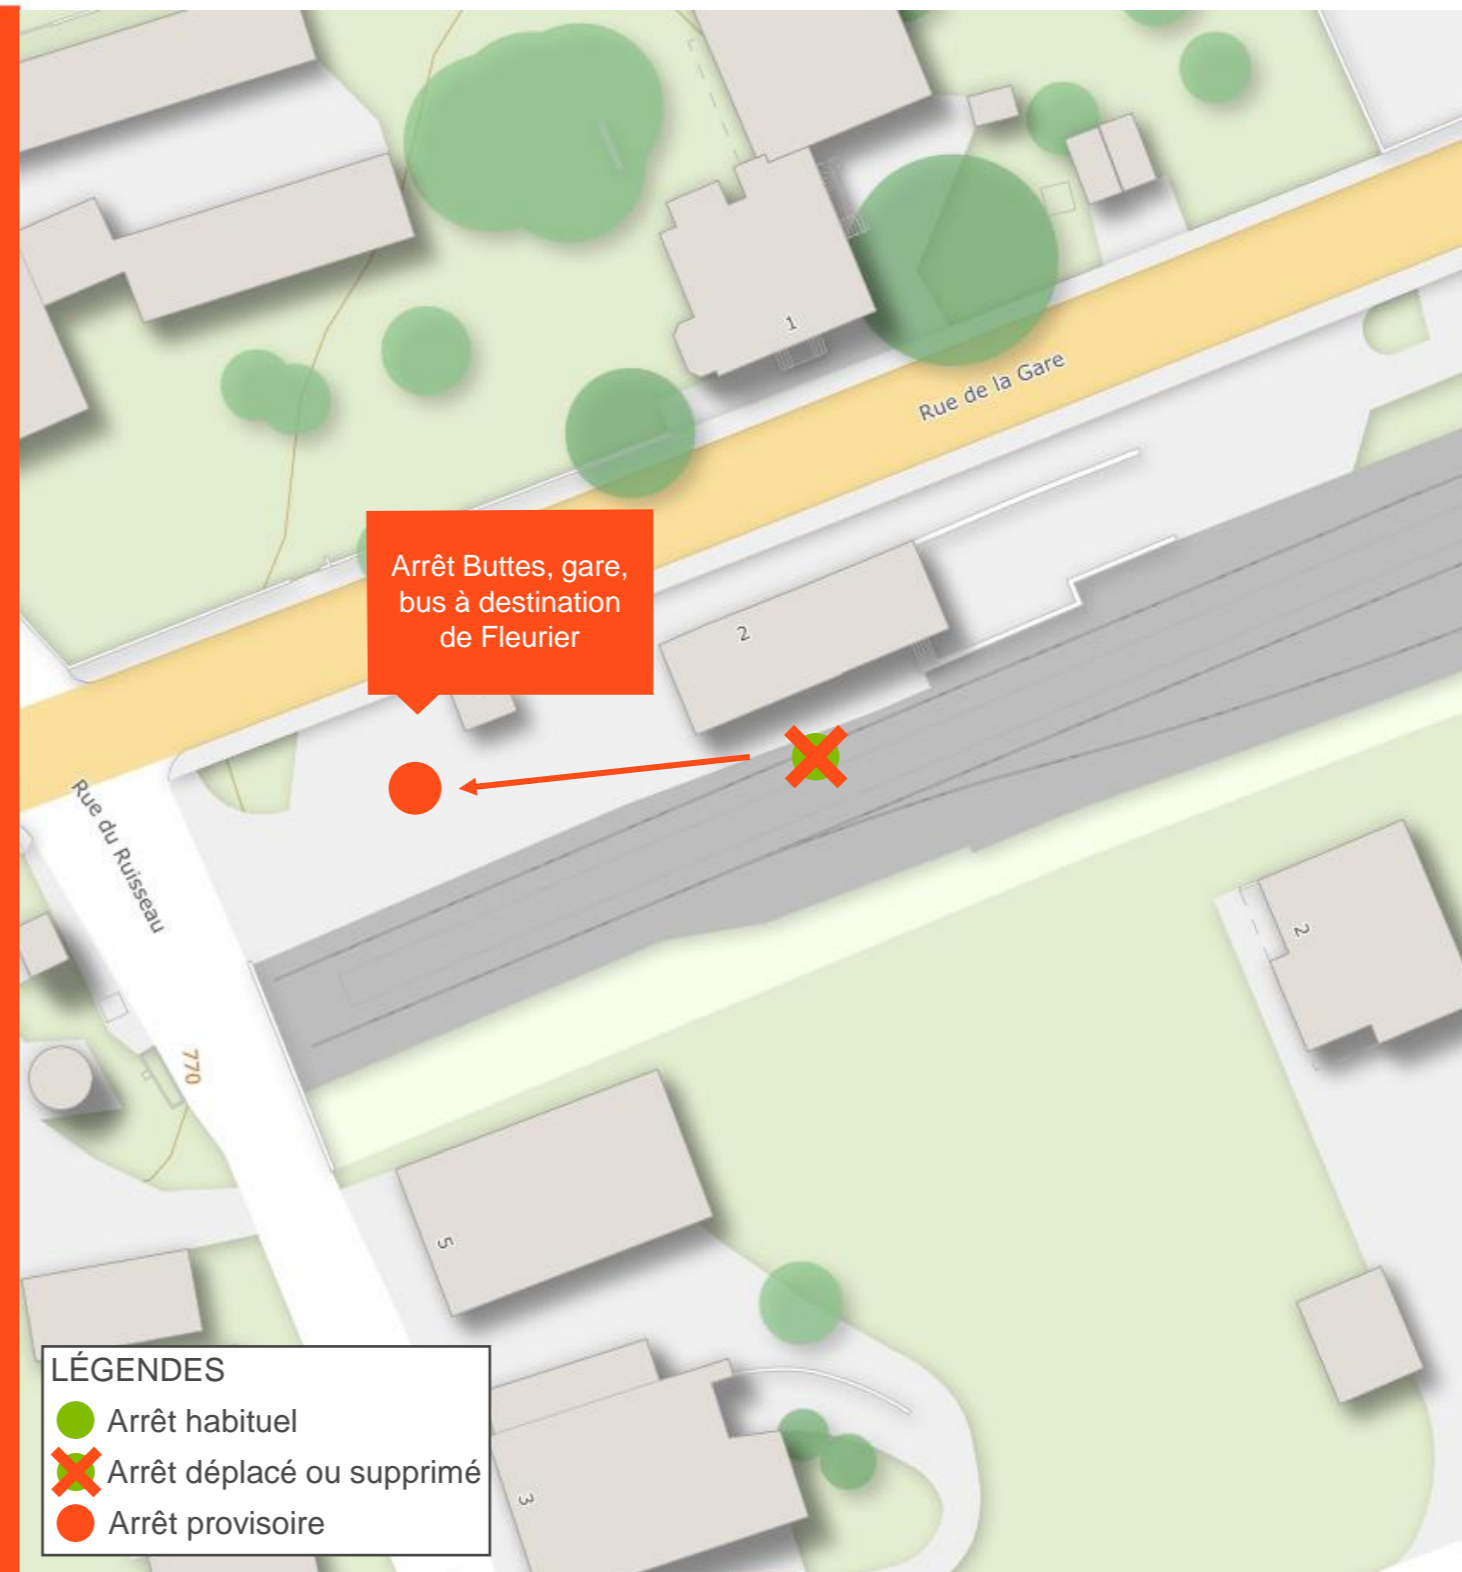 1
Rue de la Gare
Arrêt Buttes, gare,
bus à destination
de Fleurier
2
Rue du Ruisseau
2
770
5
LÉGENDES
Arrêt habituel
Arrêt déplacé ou supprimé
Arrêt provisoire
3